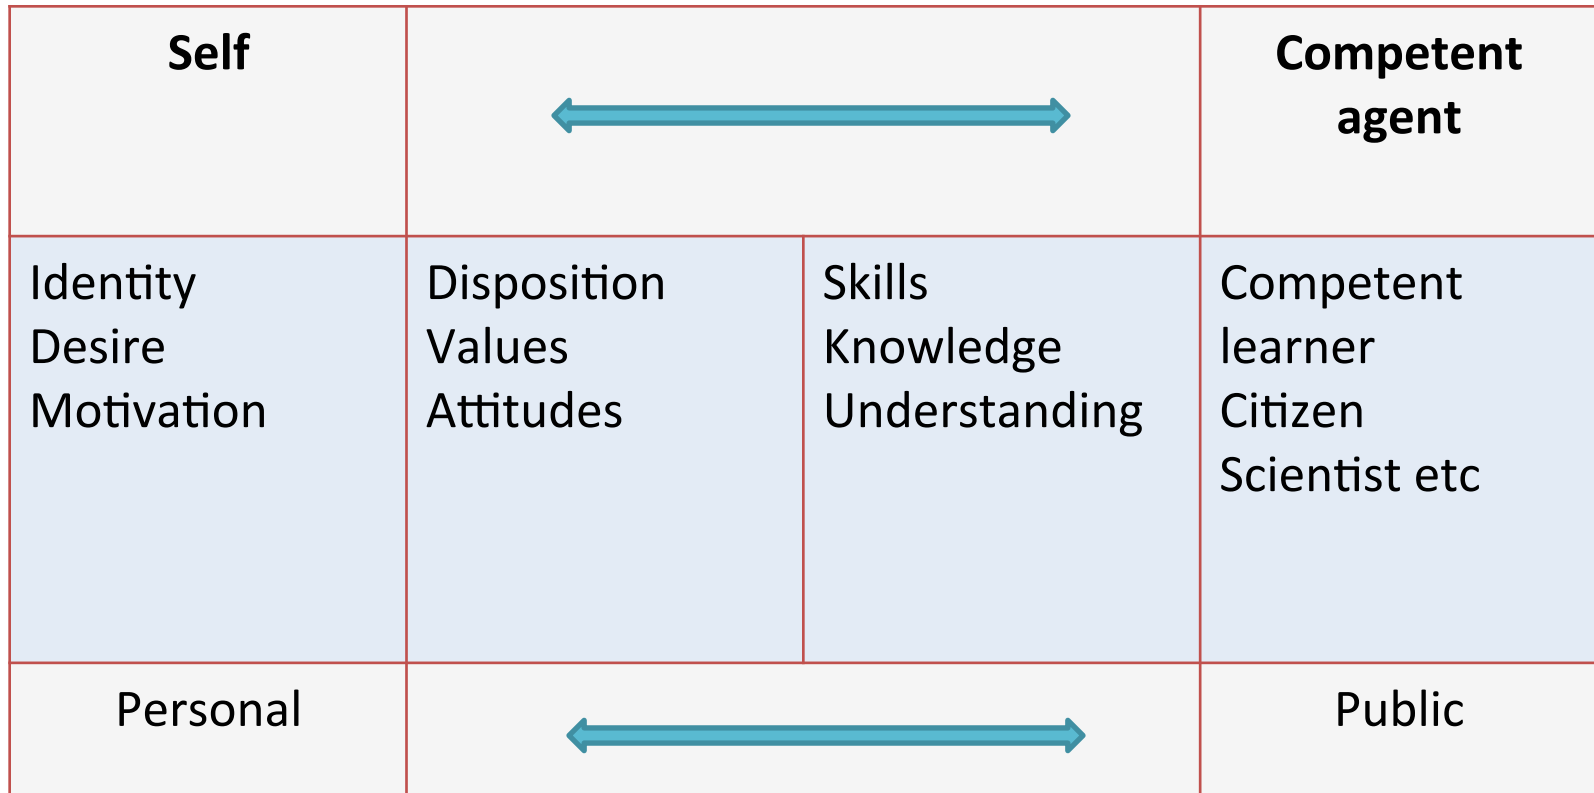 Self
Competent
agent
Identity
Desire
Motivation
Disposition
Values
Attitudes
Skills
Knowledge
Understanding
Competent
learner
Citizen
Scientist etc
Personal
Public